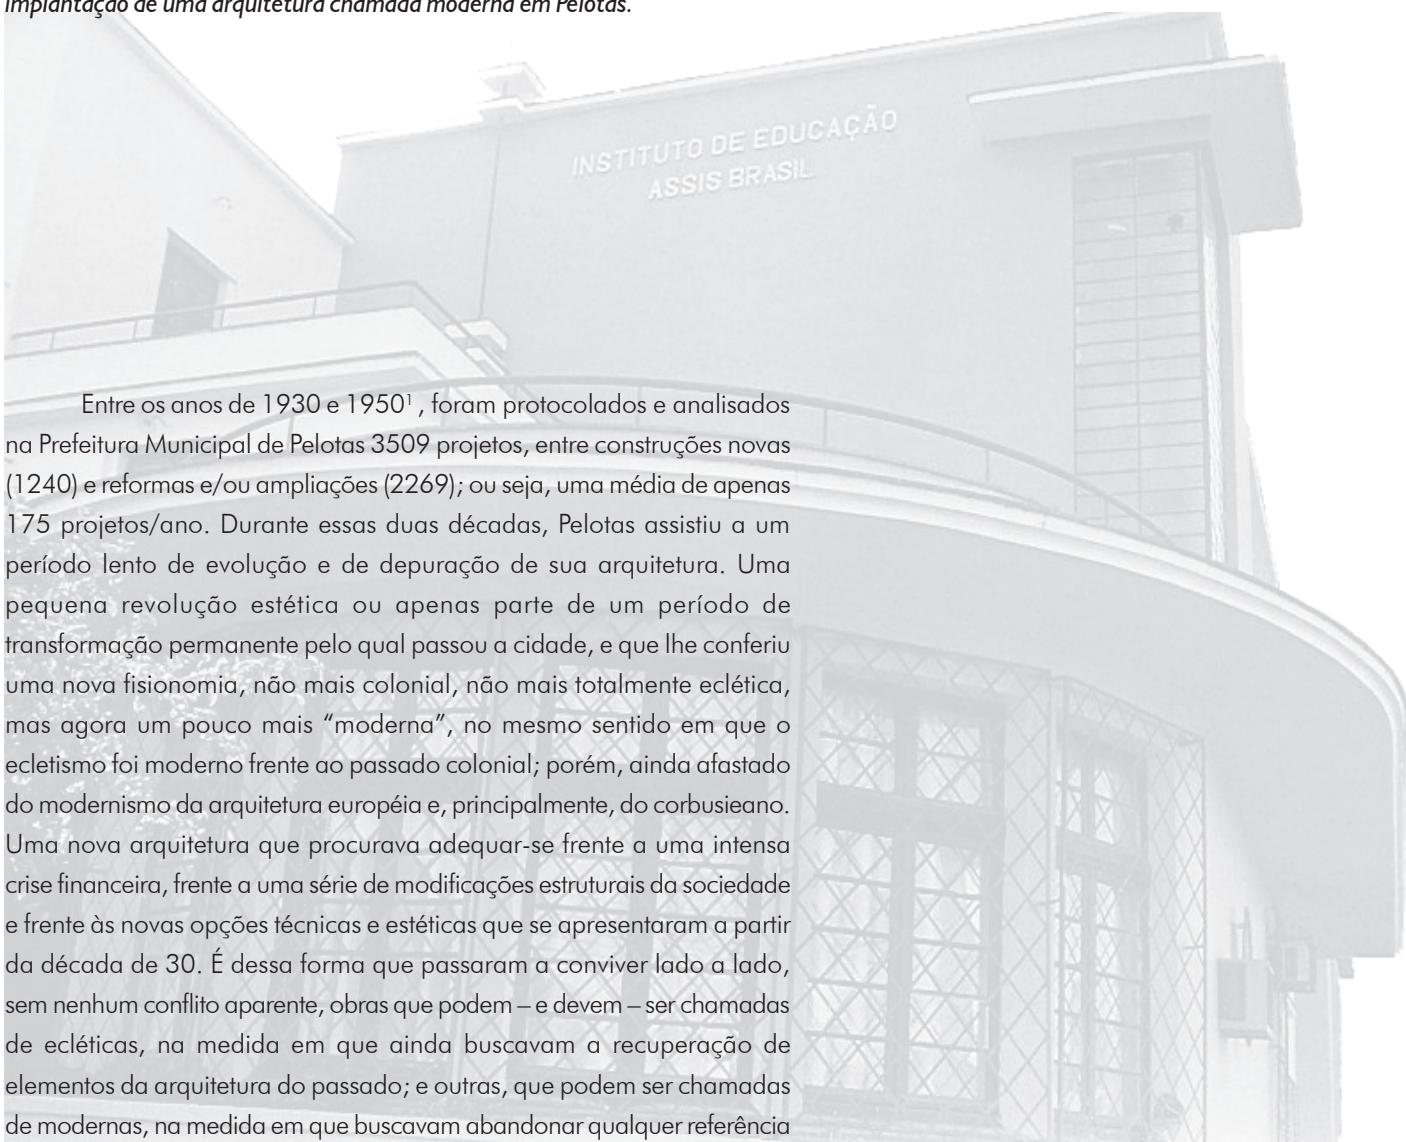 implantação de uma arquitetura chamada moderna em Pelotas.
INSTITUTO DE EDUCAÇÃO
ASSIS BRASIL
Entre os anos de 1930 e 1950¹ , foram protocolados e analisados
na Prefeitura Municipal de Pelotas 3509 projetos, entre construções novas
(1240) e reformas e/ou ampliações (2269); ou seja, uma média de apenas
175 projetos/ano. Durante essas duas décadas, Pelotas assistiu a um
período lento de evolução e de depuração de sua arquitetura. Uma
pequena revolução estética ou apenas parte de um período de
transformação permanente pelo qual passou a cidade, e que lhe conferiu
uma nova fisionomia, não mais colonial, não mais totalmente eclética,
mas agora um pouco mais “moderna”, no mesmo sentido em que o
ecletismo foi moderno frente ao passado colonial; porém, ainda afastado
do modernismo da arquitetura européia e, principalmente, do corbusieano.
Uma nova arquitetura que procurava adequar-se frente a uma intensa
crise financeira, frente a uma série de modificações estruturais da sociedade
e frente às novas opções técnicas e estéticas que se apresentaram a partir
da década de 30. É dessa forma que passaram a conviver lado a lado,
sem nenhum conflito aparente, obras que podem – e devem – ser chamadas
de ecléticas, na medida em que ainda buscavam a recuperação de
elementos da arquitetura do passado; e outras, que podem ser chamadas
de modernas, na medida em que buscavam abandonar qualquer referência